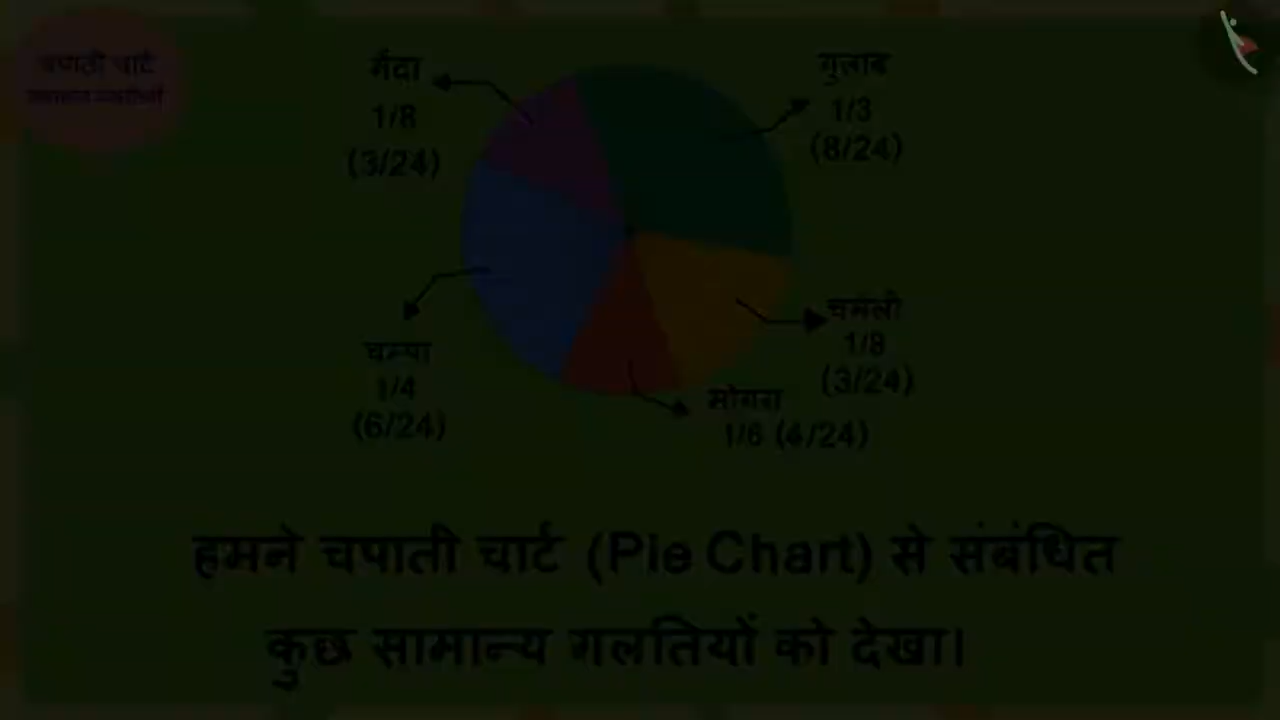 चपाती चार्ट
गेंदा
1/8
(3/24)
गुलाब
1/3
(8/24)
चमेली
1/8
(3/24)
चम्पा
1/4
(6/24)
मोगरा
1/6 (4/24)
हमने चपाती चार्ट (Pie Chart) से संबंधित
कुछ सामान्य गलतियों को देखा।